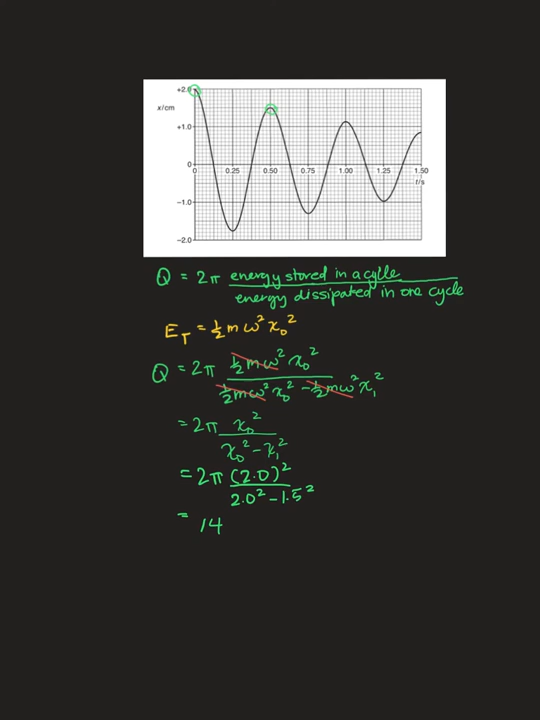 +2.0
x/cm
+1.0
0
0 0.25 0.50 0.75 1.00 1.25 1.50
t/s
−1.0
−2.0
Q = 2π energy stored in a cycle / energy dissipated in one cycle
E_T = ½mω²x₀²
Q = 2π ½mω²x₀² / ½mω²x₀² − ½mω²x₁²
= 2π x₀² / x₀² − x₁²
= 2π (2.0)² / 2.0² − 1.5²
= 14